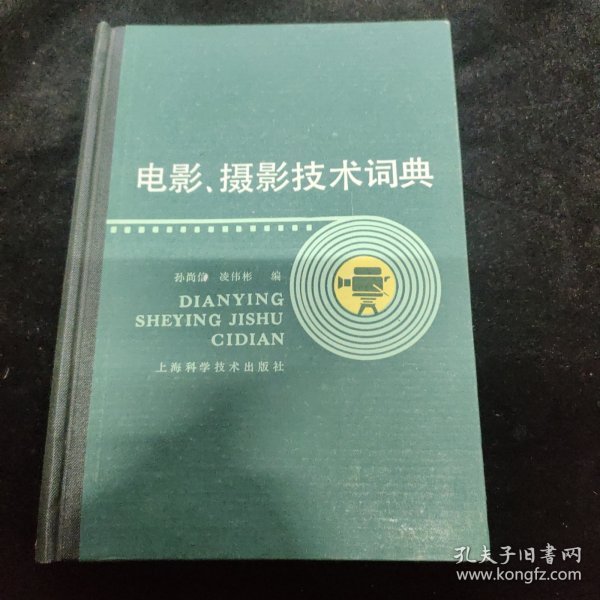 电影、摄影技术词典
孙尚信 凌伟彬 编
DIANYING
SHEYING JISHU
CIDIAN
上海科学技术出版社
孔夫子旧书网
www.kongfz.com